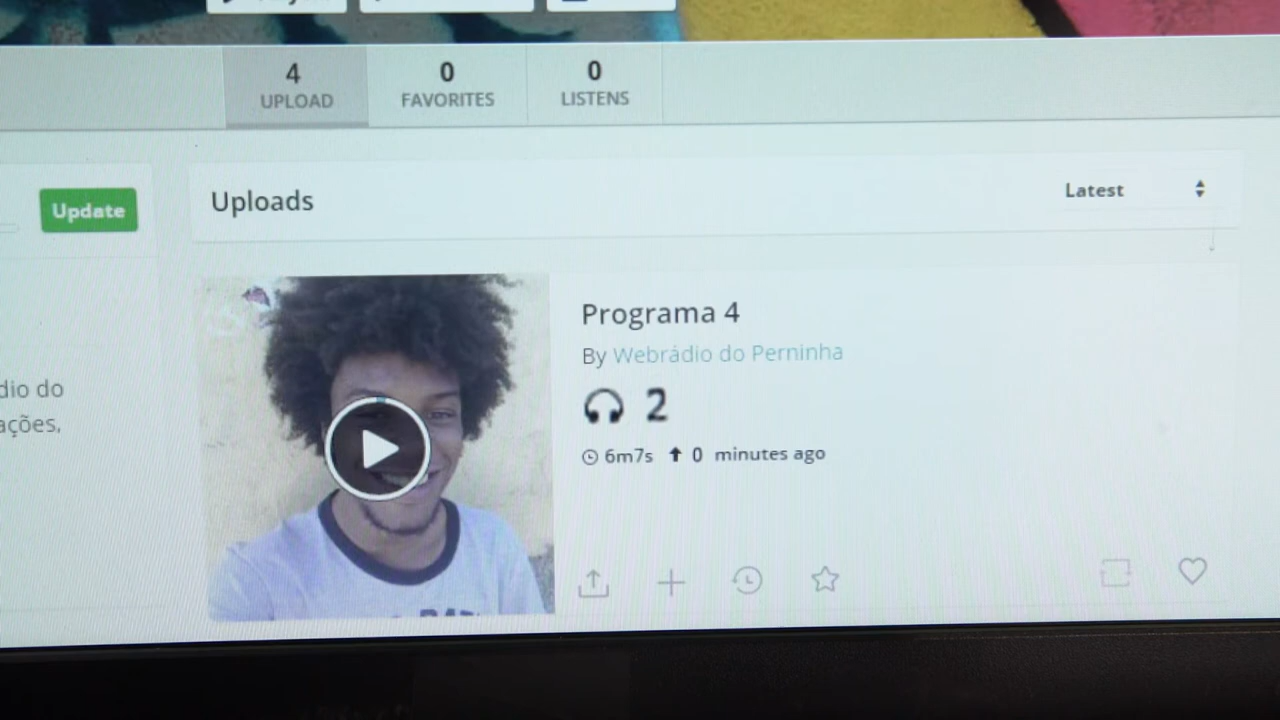 4
UPLOAD
0
FAVORITES
0
LISTENS
Update
Uploads
Latest
dio do
ações,
Programa 4
By Webrádio do Perninha
2
6m7s 0 minutes ago